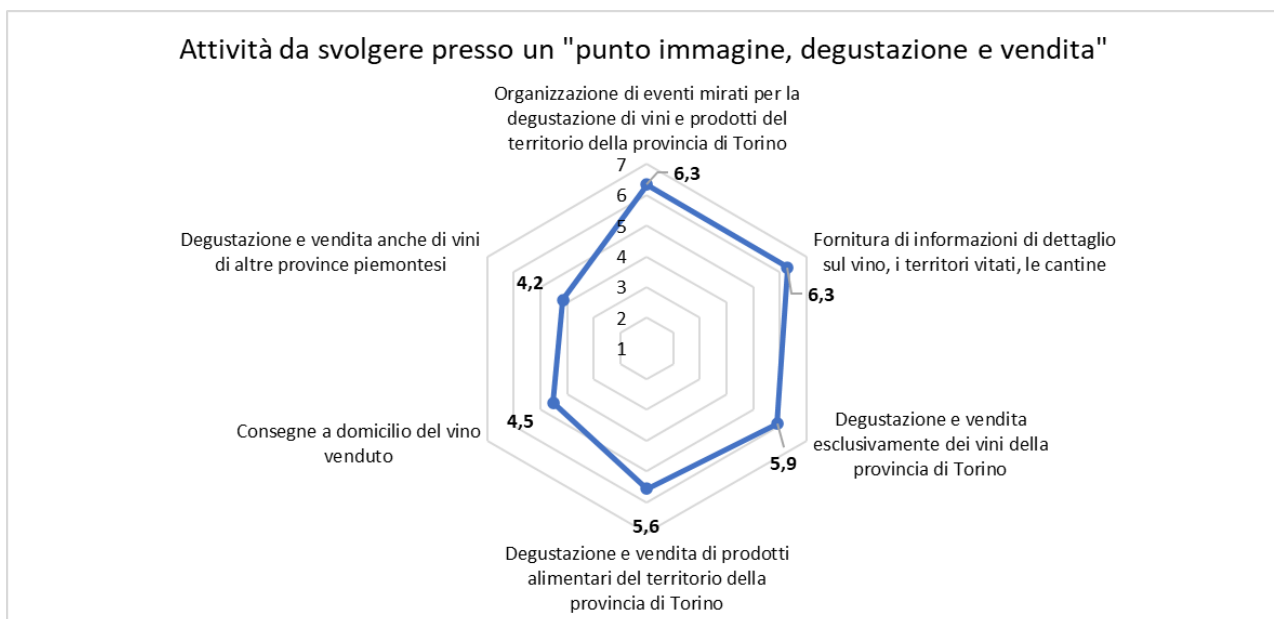 Attività da svolgere presso un "punto immagine, degustazione e vendita"
Organizzazione di eventi mirati per la
degustazione di vini e prodotti del
territorio della provincia di Torino
7
6,3
6
5
4
3
2
1
Fornitura di informazioni di dettaglio
sul vino, i territori vitati, le cantine
6,3
Degustazione e vendita
esclusivamente dei vini della
provincia di Torino
5,9
5,6
Degustazione e vendita di prodotti
alimentari del territorio della
provincia di Torino
Consegne a domicilio del vino
venduto
4,5
Degustazione e vendita anche di vini
di altre province piemontesi
4,2